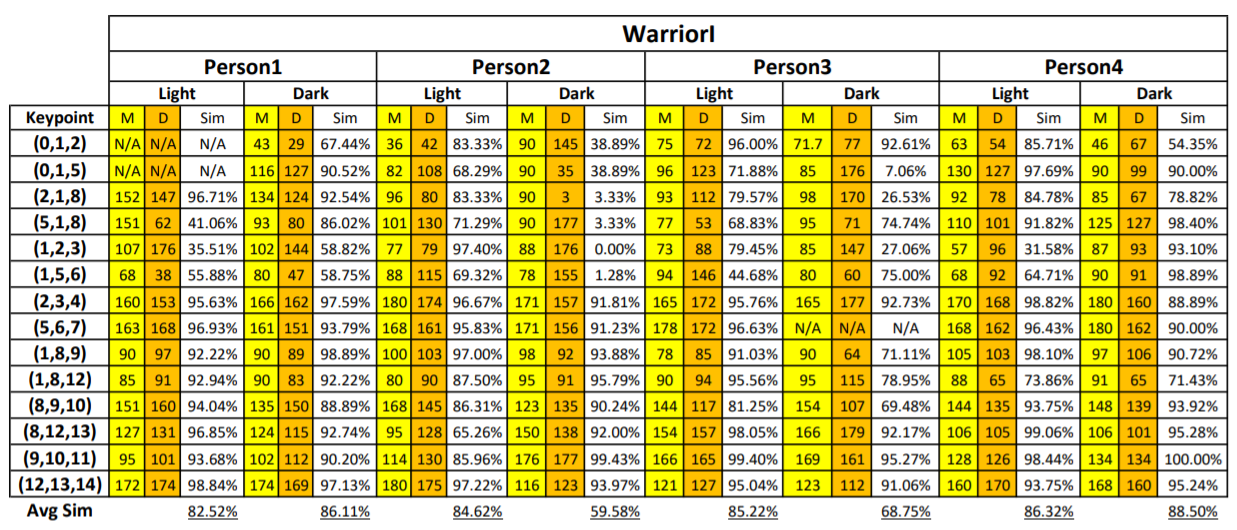 WarriorI
Person1 Person2 Person3 Person4
Light Dark Light Dark Light Dark Light Dark
Keypoint M D Sim M D Sim M D Sim M D Sim M D Sim M D Sim M D Sim M D Sim
(0,1,2) N/A N/A N/A 43 29 67.44% 36 42 83.33% 90 145 38.89% 75 72 96.00% 71.7 77 92.61% 63 54 85.71% 46 67 54.35%
(0,1,5) N/A N/A N/A 116 127 90.52% 82 108 68.29% 90 35 38.89% 96 123 71.88% 85 176 7.06% 130 127 97.69% 90 99 90.00%
(2,1,8) 152 147 96.71% 134 124 92.54% 96 80 83.33% 90 3 3.33% 93 112 79.57% 98 170 26.53% 92 78 84.78% 85 67 78.82%
(5,1,8) 151 62 41.06% 93 80 86.02% 101 130 71.29% 90 177 3.33% 77 53 68.83% 95 71 74.74% 110 101 91.82% 125 127 98.40%
(1,2,3) 107 176 35.51% 102 144 58.82% 77 79 97.40% 88 176 0.00% 73 88 79.45% 85 147 27.06% 57 96 31.58% 87 93 93.10%
(1,5,6) 68 38 55.88% 80 47 58.75% 88 115 69.32% 78 155 1.28% 94 146 44.68% 80 60 75.00% 68 92 64.71% 90 91 98.89%
(2,3,4) 160 153 95.63% 166 162 97.59% 180 174 96.67% 171 157 91.81% 165 172 95.76% 165 177 92.73% 170 168 98.82% 180 160 88.89%
(5,6,7) 163 168 96.93% 161 151 93.79% 168 161 95.83% 171 156 91.23% 178 172 96.63% N/A N/A N/A 168 162 96.43% 180 162 90.00%
(1,8,9) 90 97 92.22% 90 89 98.89% 100 103 97.00% 98 92 93.88% 78 85 91.03% 90 64 71.11% 105 103 98.10% 97 106 90.72%
(1,8,12) 85 91 92.94% 90 83 92.22% 80 90 87.50% 95 91 95.79% 90 94 95.56% 95 115 78.95% 88 65 73.86% 91 65 71.43%
(8,9,10) 151 160 94.04% 135 150 88.89% 168 145 86.31% 123 135 90.24% 144 117 81.25% 154 107 69.48% 144 135 93.75% 148 139 93.92%
(8,12,13) 127 131 96.85% 124 115 92.74% 95 128 65.26% 150 138 92.00% 154 157 98.05% 166 179 92.17% 106 105 99.06% 106 101 95.28%
(9,10,11) 95 101 93.68% 102 112 90.20% 114 130 85.96% 176 177 99.43% 166 165 99.40% 169 161 95.27% 128 126 98.44% 134 134 100.00%
(12,13,14) 172 174 98.84% 174 169 97.13% 180 175 97.22% 116 123 93.97% 121 127 95.04% 123 112 91.06% 160 170 93.75% 168 160 95.24%
Avg Sim 82.52% 86.11% 84.62% 59.58% 85.22% 68.75% 86.32% 88.50%